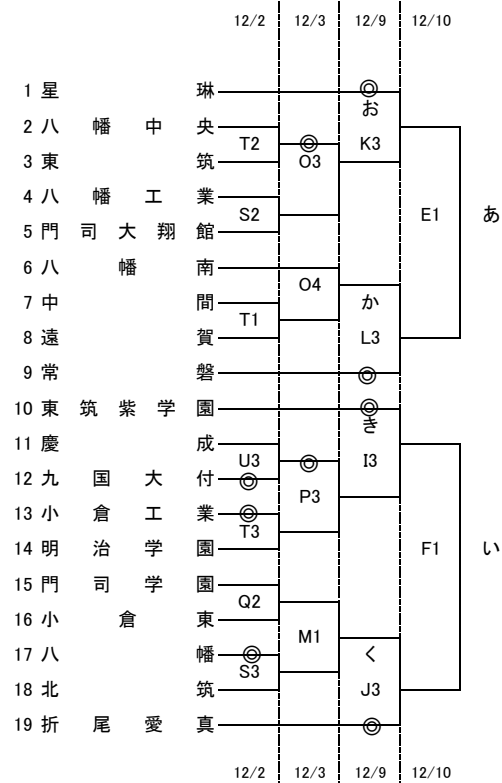 12/2 12/3 12/9 12/10
1 星琳
◎
お
2 八幡中央
T2
◎
K3
3 東筑
O3
4 八幡工業
S2
E1
あ
5 門司大翔館
6 八幡南
O4
7 中間
か
T1
8 遠賀
L3
9 常磐
◎
10 東筑紫学園
◎
き
11 慶成
U3
◎
I3
12 九国大付
◎
P3
13 小倉工業
◎
T3
14 明治学園
F1
い
15 門司学園
Q2
16 小倉東
M1
17 八幡
◎
く
S3
18 北筑
J3
19 折尾愛真
◎
12/2 12/3 12/9 12/10